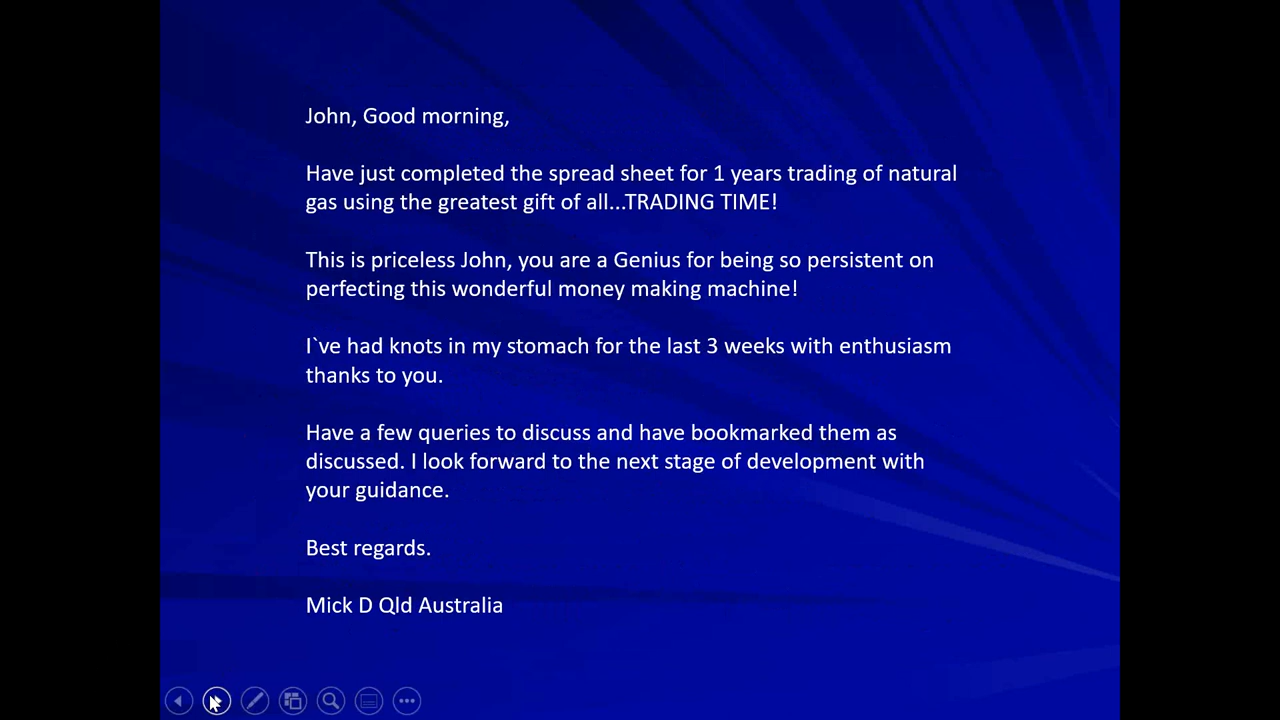 John, Good morning,
Have just completed the spread sheet for 1 years trading of natural
gas using the greatest gift of all...TRADING TIME!
This is priceless John, you are a Genius for being so persistent on
perfecting this wonderful money making machine!
I`ve had knots in my stomach for the last 3 weeks with enthusiasm
thanks to you.
Have a few queries to discuss and have bookmarked them as
discussed. I look forward to the next stage of development with
your guidance.
Best regards.
Mick D Qld Australia